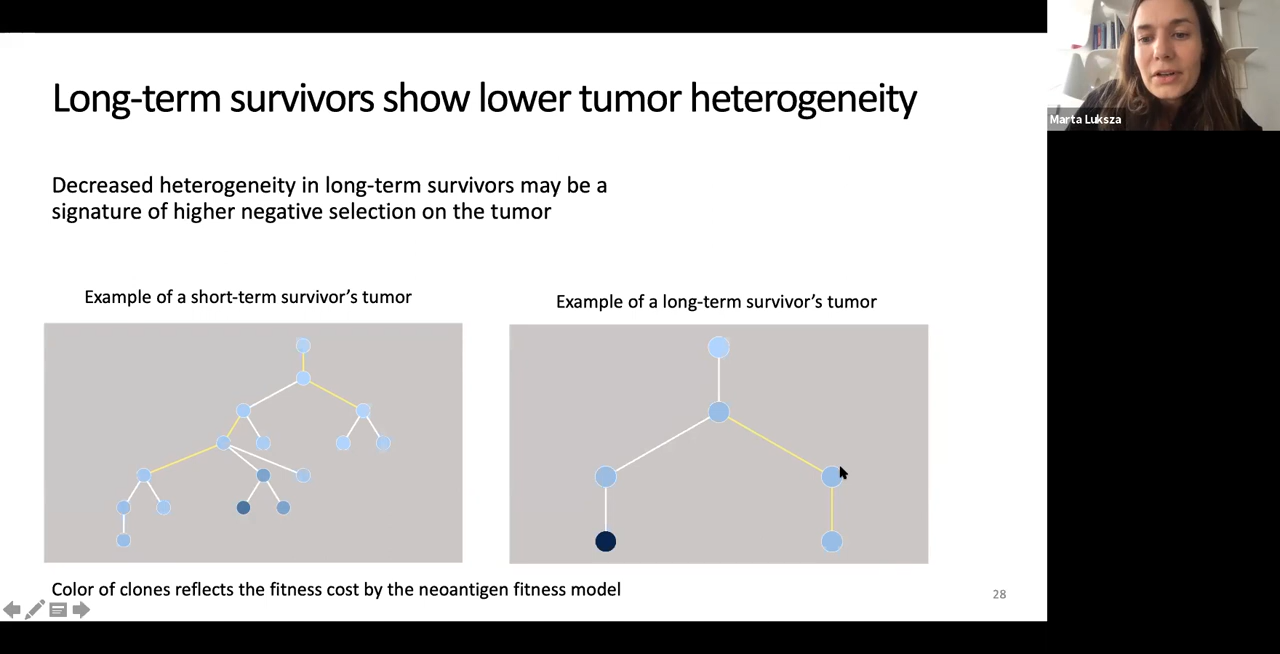 Long-term survivors show lower tumor heterogeneity
Marta Luksza
Decreased heterogeneity in long-term survivors may be a
signature of higher negative selection on the tumor
Example of a short-term survivor's tumor
Example of a long-term survivor's tumor
Color of clones reflects the fitness cost by the neoantigen fitness model
28